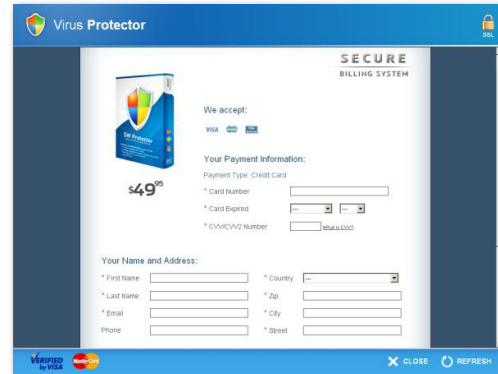 Virus Protector
SSL
SECURE
BILLING SYSTEM
We accept:
VISA
Your Payment Information:
Payment Type: Credit Card
* Card Number
* Card Expired
--- ---
* CVV/CVV2 Number
What is CVV?
SW Protector
$49.95
Your Name and Address:
* First Name
* Country
---
* Last Name
* Zip
* Email
* City
Phone
* Street
VERIFIED
by VISA
MasterCard
CLOSE
REFRESH